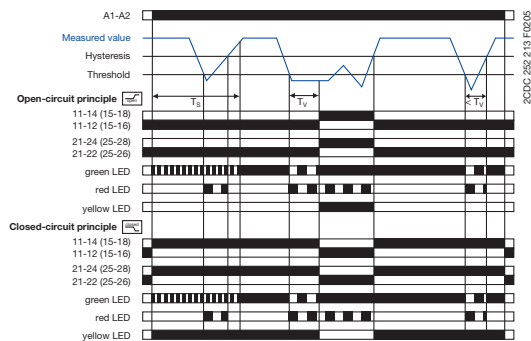 A1-A2
Measured value
Hysteresis
Threshold
TS
TV
< TV
Open-circuit principle
open
11-14 (15-18)
11-12 (15-16)
21-24 (25-28)
21-22 (25-26)
green LED
red LED
yellow LED
Closed-circuit principle
closed
11-14 (15-18)
11-12 (15-16)
21-24 (25-28)
21-22 (25-26)
green LED
red LED
yellow LED
2CDC 252 213 F0205